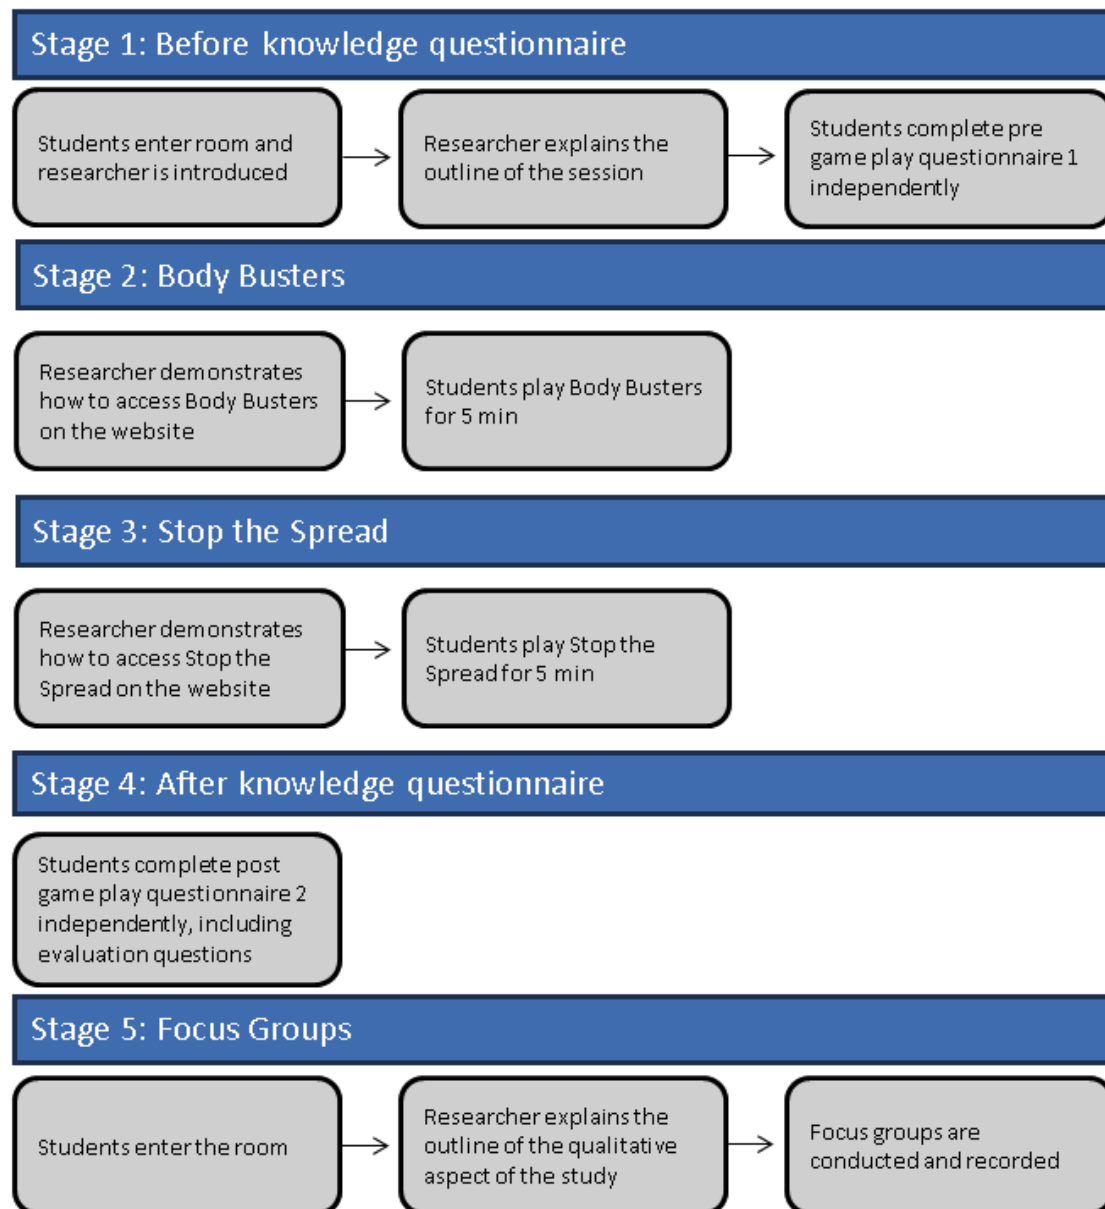 Stage 1: Before knowledge questionnaire
Students enter room and
researcher is introduced
Researcher explains the
outline of the session
Students complete pre
game play questionnaire 1
independently
Stage 2: Body Busters
Researcher demonstrates
how to access Body Busters
on the website
Students play Body Busters
for 5 min
Stage 3: Stop the Spread
Researcher demonstrates
how to access Stop the
Spread on the website
Students play Stop the
Spread for 5 min
Stage 4: After knowledge questionnaire
Students complete post
game play questionnaire 2
independently, including
evaluation questions
Stage 5: Focus Groups
Students enter the room
Researcher explains the
outline of the qualitative
aspect of the study
Focus groups are
conducted and recorded